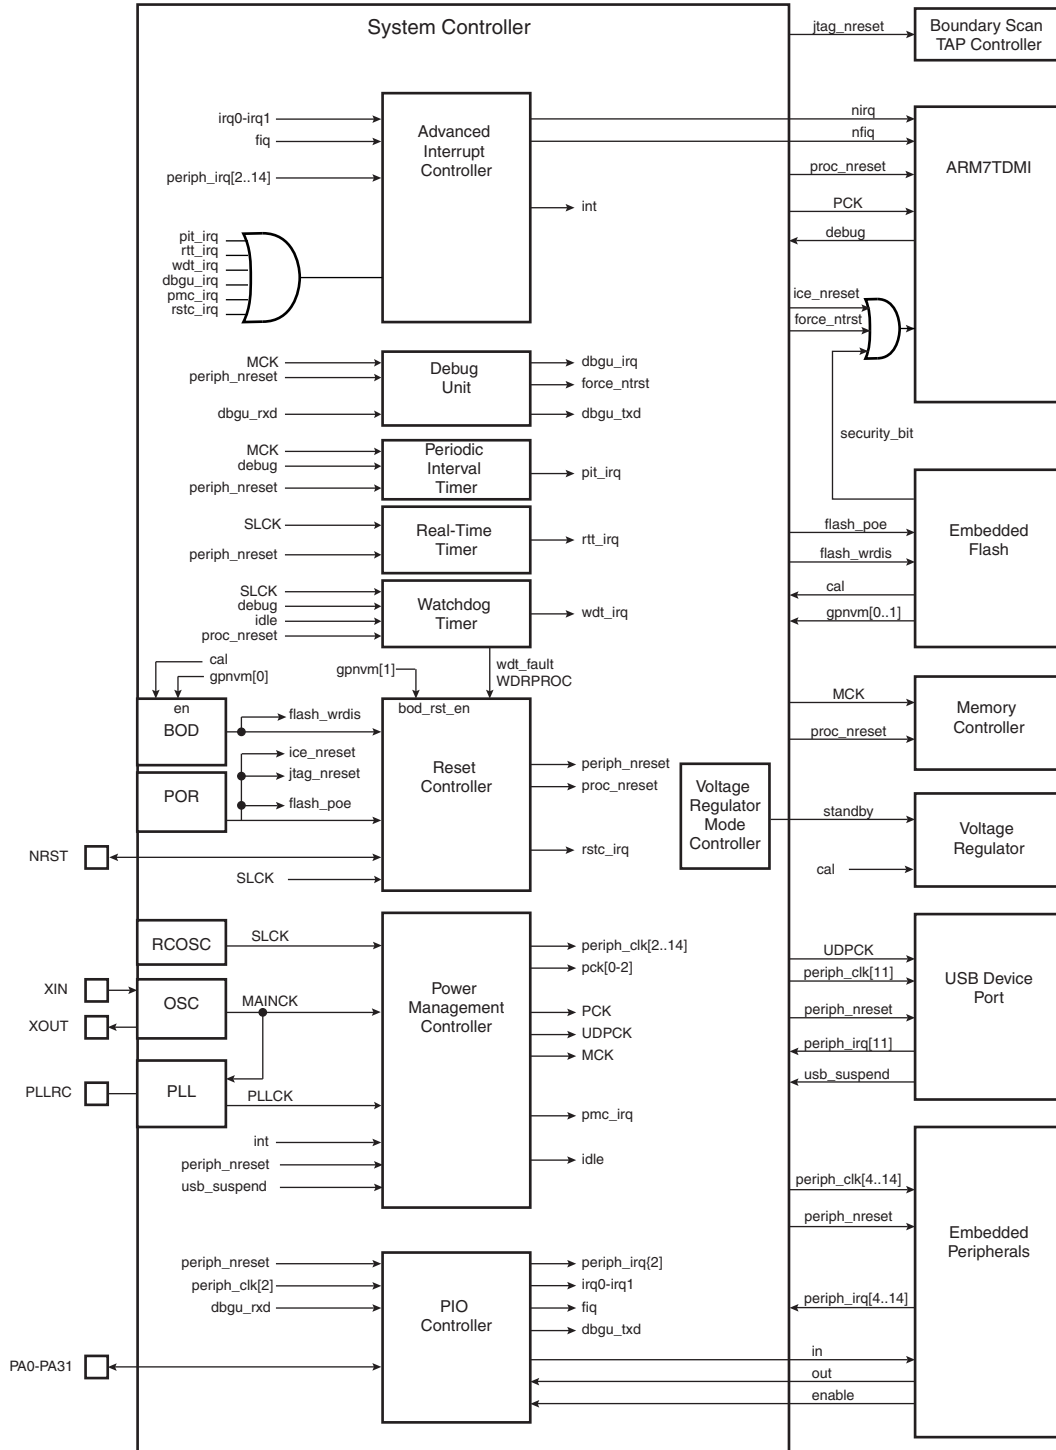 System Controller
jtag_nreset
Boundary Scan
TAP Controller
irq0-irq1
fiq
periph_irq[2..14]
Advanced
Interrupt
Controller
int
nirq
nfiq
proc_nreset
PCK
debug
ARM7TDMI
pit_irq
rtt_irq
wdt_irq
dbgu_irq
pmc_irq
rstc_irq
ice_nreset
force_ntrst
security_bit
MCK
periph_nreset
dbgu_rxd
Debug
Unit
dbgu_irq
force_ntrst
dbgu_txd
MCK
debug
periph_nreset
Periodic
Interval
Timer
pit_irq
SLCK
periph_nreset
Real-Time
Timer
rtt_irq
flash_poe
flash_wrdis
cal
gpnvm[0..1]
Embedded
Flash
SLCK
debug
idle
proc_nreset
Watchdog
Timer
wdt_irq
cal
gpnvm[0]
gpnvm[1]
wdt_fault
WDRPROC
en
BOD
flash_wrdis
bod_rst_en
ice_nreset
jtag_nreset
POR
flash_poe
Reset
Controller
periph_nreset
proc_nreset
rstc_irq
NRST
SLCK
MCK
proc_nreset
Memory
Controller
Voltage
Regulator
Mode
Controller
standby
cal
Voltage
Regulator
RCOSC
SLCK
XIN
OSC
MAINCK
XOUT
PLLRC
PLL
PLLCK
int
periph_nreset
usb_suspend
Power
Management
Controller
periph_clk[2..14]
pck[0-2]
PCK
UDPCK
MCK
pmc_irq
idle
UDPCK
periph_clk[11]
periph_nreset
periph_irq[11]
usb_suspend
USB Device
Port
periph_clk[4..14]
periph_nreset
periph_irq[4..14]
Embedded
Peripherals
periph_nreset
periph_clk[2]
dbgu_rxd
PIO
Controller
periph_irq{2]
irq0-irq1
fiq
dbgu_txd
PA0-PA31
in
out
enable